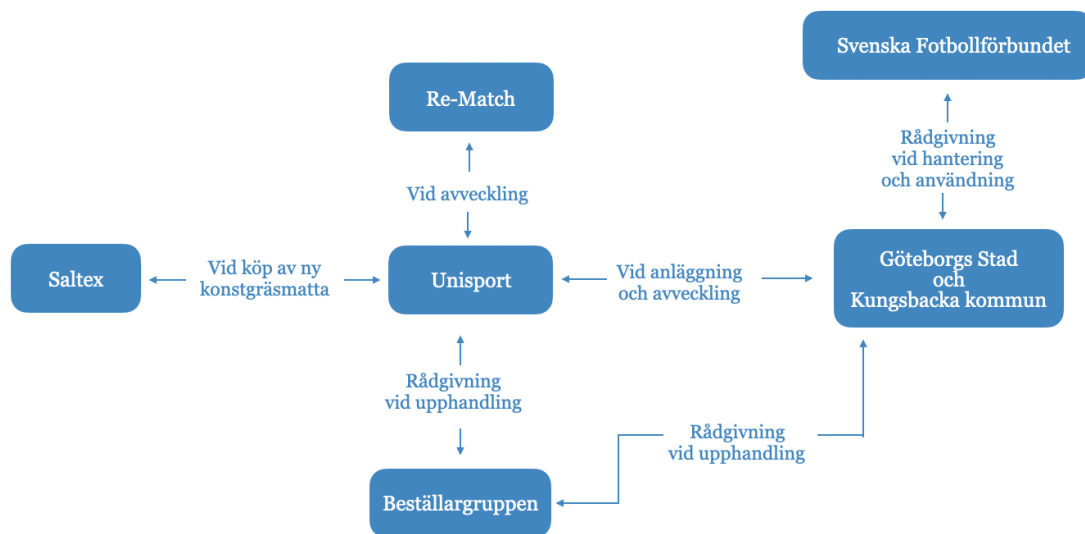 Svenska Fotbollförbundet
Re-Match
Rådgivning
vid hantering
och användning
Vid avveckling
Saltex
Vid köp av ny
konstgräsmatta
Unisport
Vid anläggning
och avveckling
Göteborgs Stad
och
Kungsbacka kommun
Rådgivning
vid upphandling
Rådgivning
vid upphandling
Beställargruppen